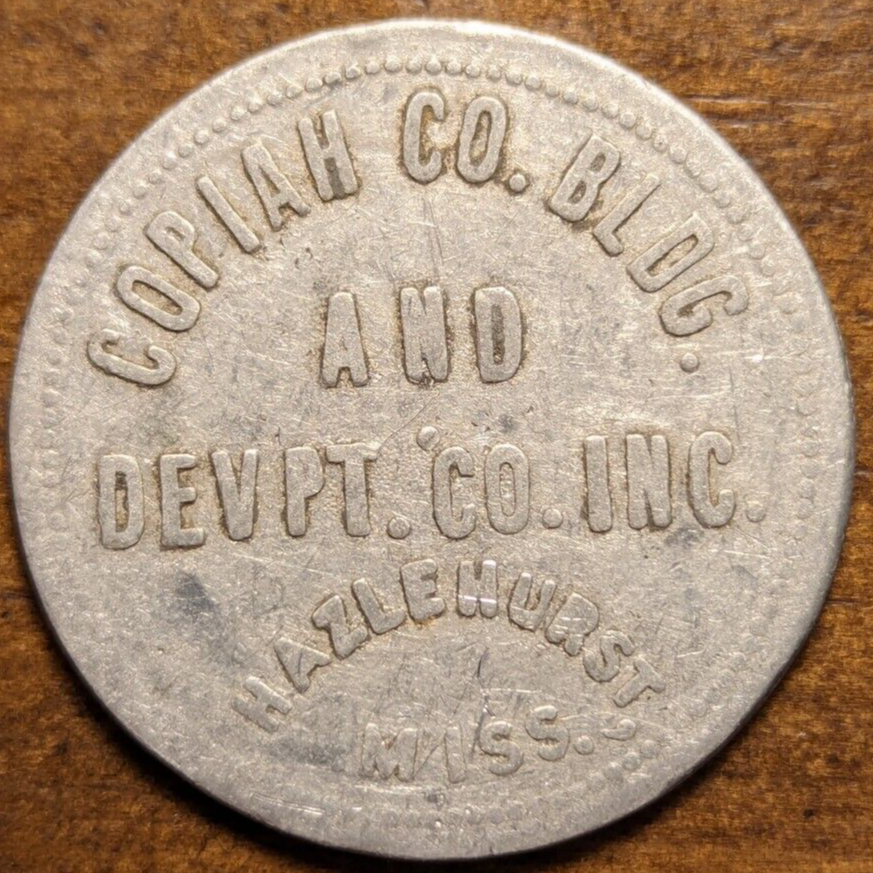 COPIAH CO. BLDG.
AND
DEVPT. CO. INC.
HAZLEHURST,
MISS.